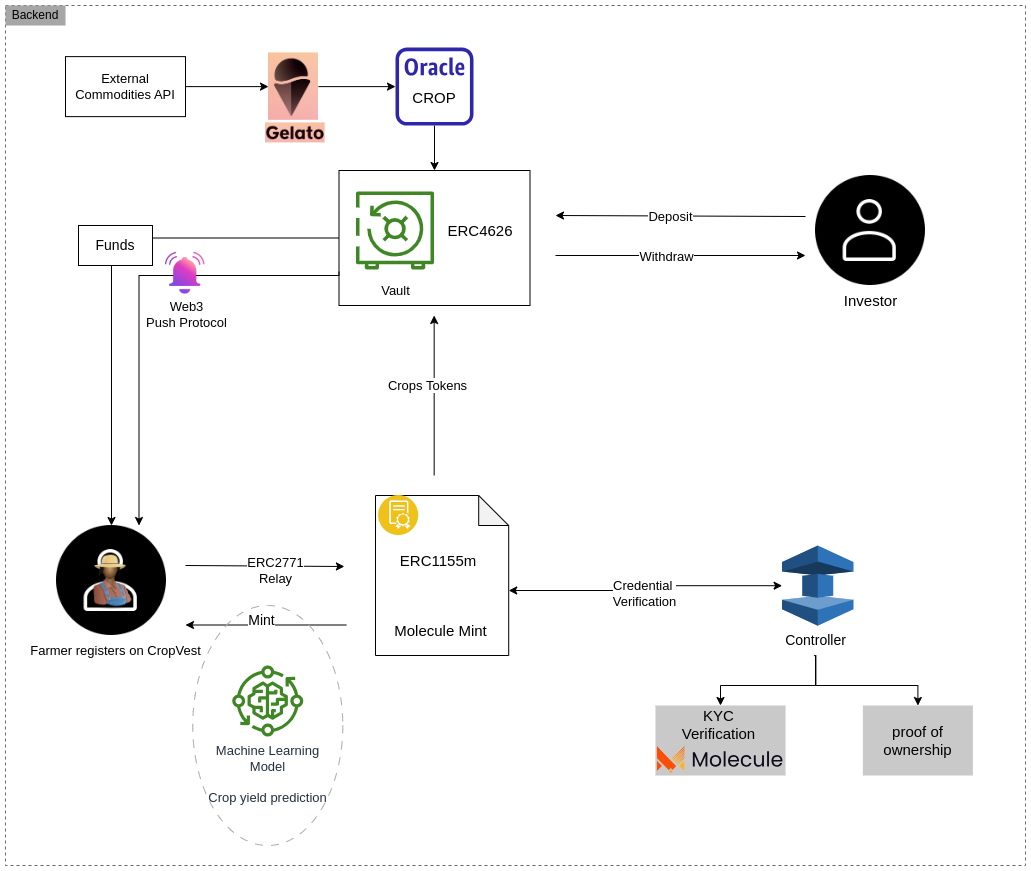 Backend
External
Commodities API
Gelato
Oracle
CROP
ERC4626
Vault
Funds
Web3
Push Protocol
Deposit
Withdraw
Investor
Crops Tokens
ERC1155m
Molecule Mint
ERC2771
Relay
Mint
Farmer registers on CropVest
Machine Learning
Model
Crop yield prediction
Credential
Verification
Controller
KYC
Verification
Molecule
proof of
ownership